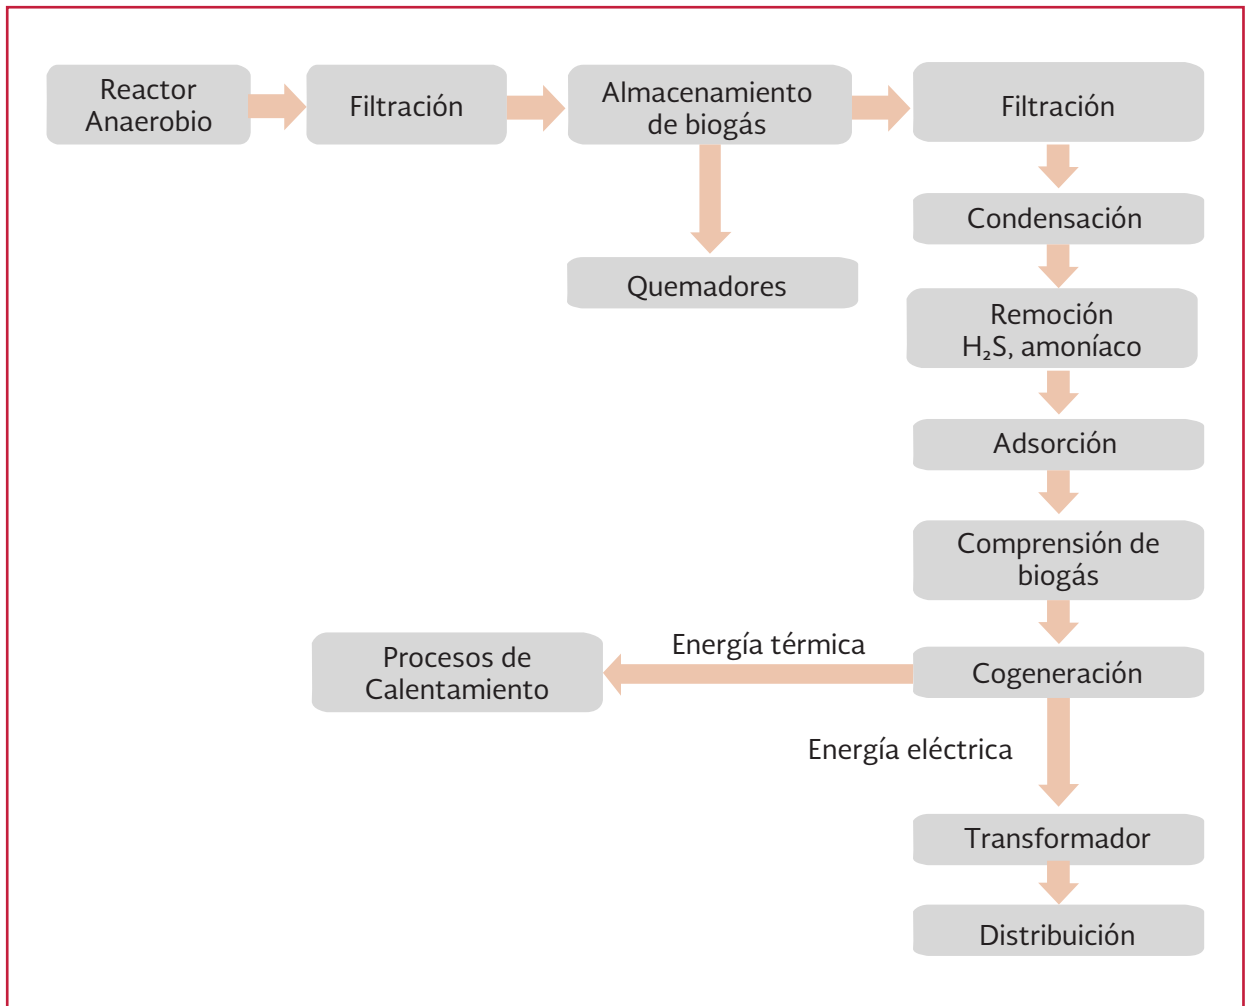 Reactor
Anaerobio
Filtración
Almacenamiento
de biogás
Filtración
Quemadores
Condensación
Remoción
H₂S, amoníaco
Adsorción
Comprensión de
biogás
Energía térmica
Procesos de
Calentamiento
Cogeneración
Energía eléctrica
Transformador
Distribuición